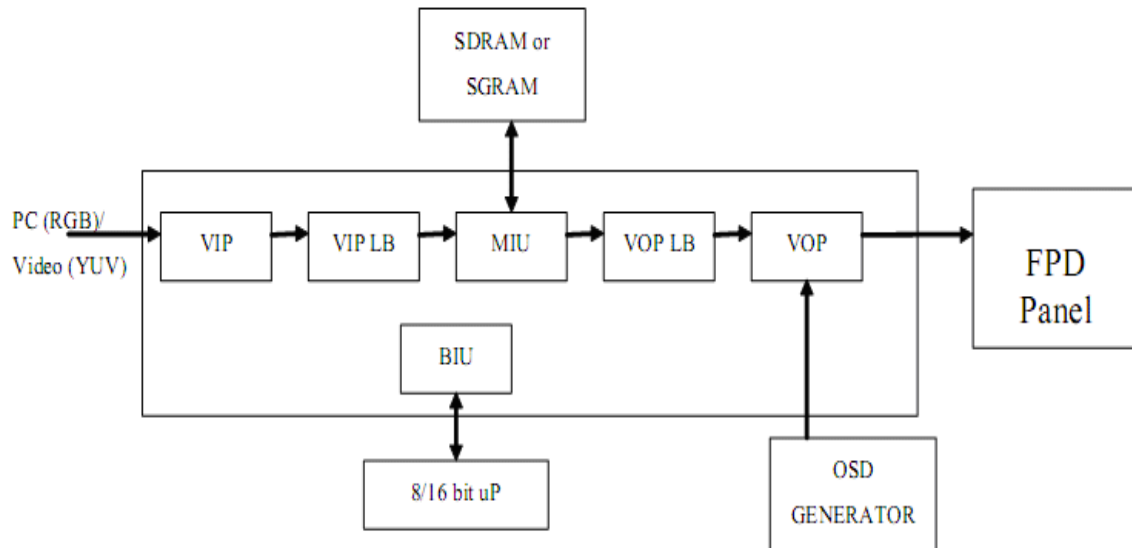 SDRAM or
SGRAM
PC (RGB)/
Video (YUV)
VIP
VIP LB
MIU
VOP LB
VOP
FPD
Panel
BIU
8/16 bit uP
OSD
GENERATOR